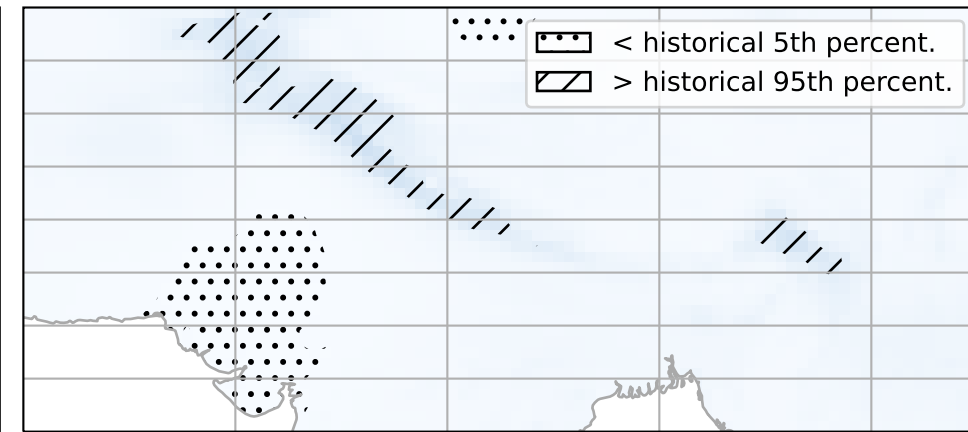 < historical 5th percent.
> historical 95th percent.